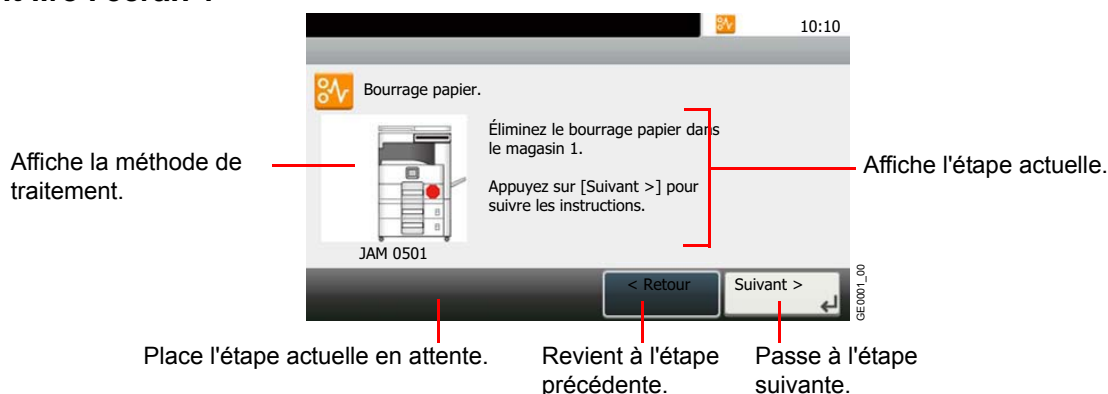 10:10
Bourrage papier.
Éliminez le bourrage papier dans
le magasin 1.
Appuyez sur [Suivant >] pour
suivre les instructions.
JAM 0501
< Retour
Suivant >
GE0001_00
Affiche la méthode de
traitement.
Affiche l'étape actuelle.
Place l'étape actuelle en attente.
Revient à l'étape
précédente.
Passe à l'étape
suivante.